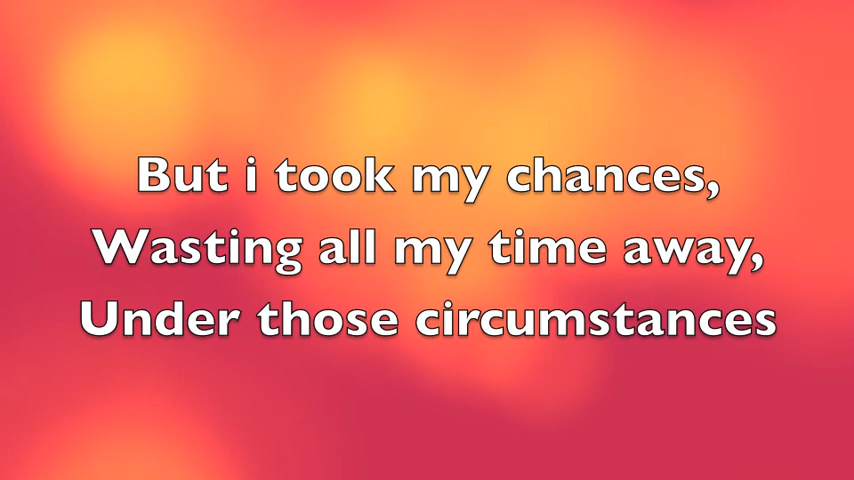 But i took my chances,
Wasting all my time away,
Under those circumstances